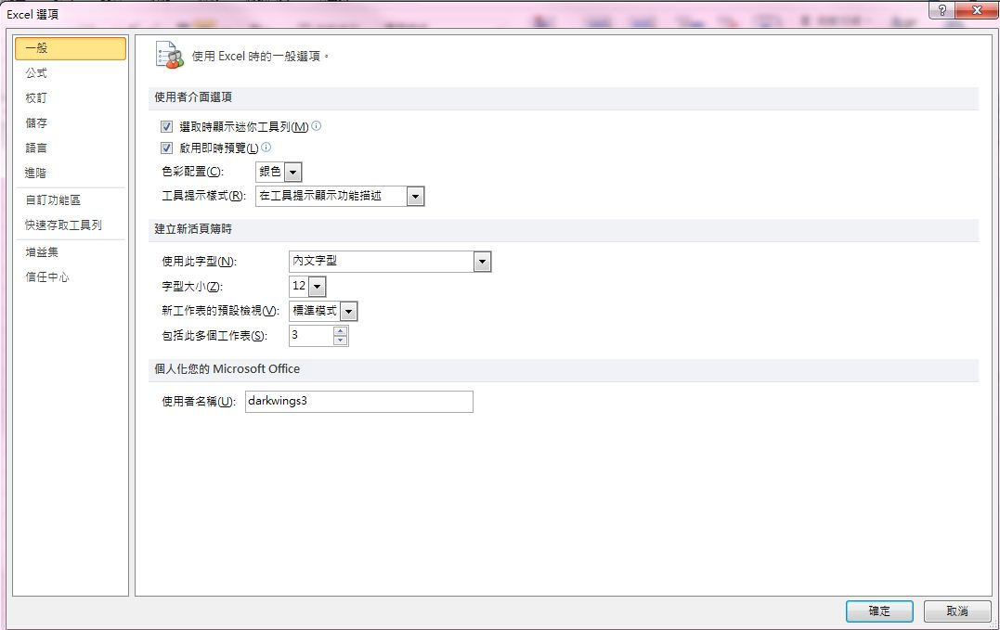 Excel 選項
一般
公式
校訂
儲存
語言
進階
自訂功能區
快速存取工具列
增益集
信任中心
使用 Excel 時的一般選項。
使用者介面選項
選取時顯示迷你工具列(M)
啟用即時預覽(L)
色彩配置(C): 銀色
工具提示樣式(R): 在工具提示顯示功能描述
建立新活頁簿時
使用此字型(N): 內文字型
字型大小(Z): 12
新工作表的預設檢視(V): 標準模式
包括此多個工作表(S): 3
個人化您的 Microsoft Office
使用者名稱(U): darkwings3
確定 取消